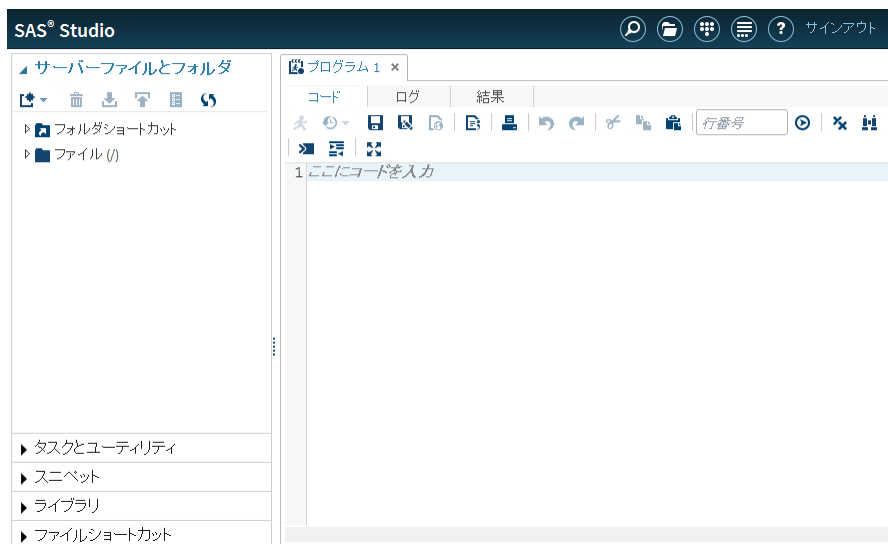 SAS® Studio
サインアウト
サーバーファイルとフォルダ
フォルダショートカット
ファイル (/)
タスクとユーティリティ
スニペット
ライブラリ
ファイルショートカット
プログラム 1
コード ログ 結果
行番号
1 ここにコードを入力